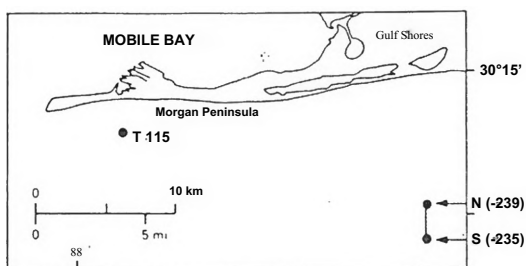 MOBILE BAY
Gulf Shores
30°15'
Morgan Peninsula
T 115
0 10 km
N (-239)
0 5 mi
S (-235)
88